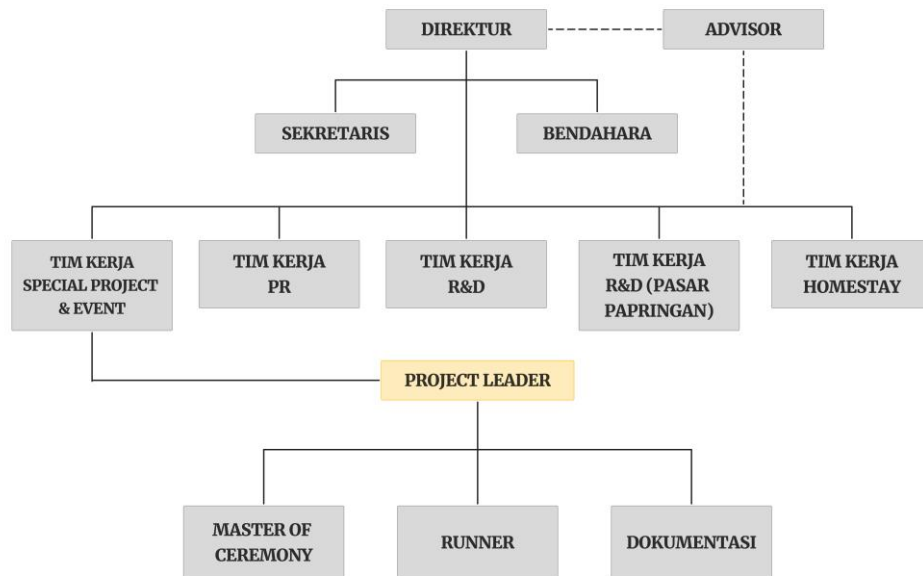 DIREKTUR
ADVISOR
SEKRETARIS
BENDAHARA
TIM KERJA
SPECIAL PROJECT
& EVENT
TIM KERJA
PR
TIM KERJA
R&D
TIM KERJA
R&D (PASAR
PAPRINGAN)
TIM KERJA
HOMESTAY
PROJECT LEADER
MASTER OF
CEREMONY
RUNNER
DOKUMENTASI